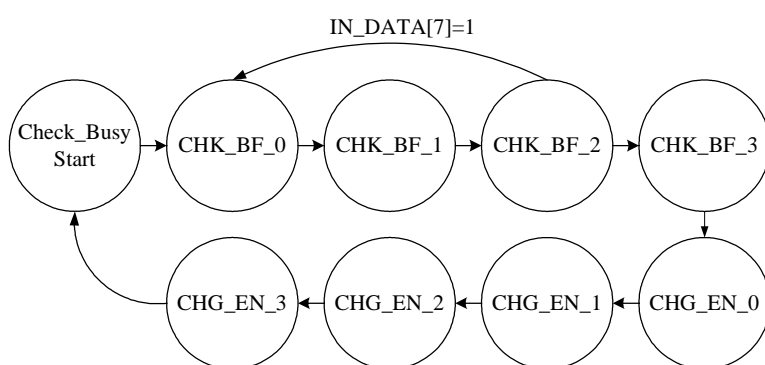 IN_DATA[7]=1
Check_Busy
Start
CHK_BF_0
CHK_BF_1
CHK_BF_2
CHK_BF_3
CHG_EN_3
CHG_EN_2
CHG_EN_1
CHG_EN_0